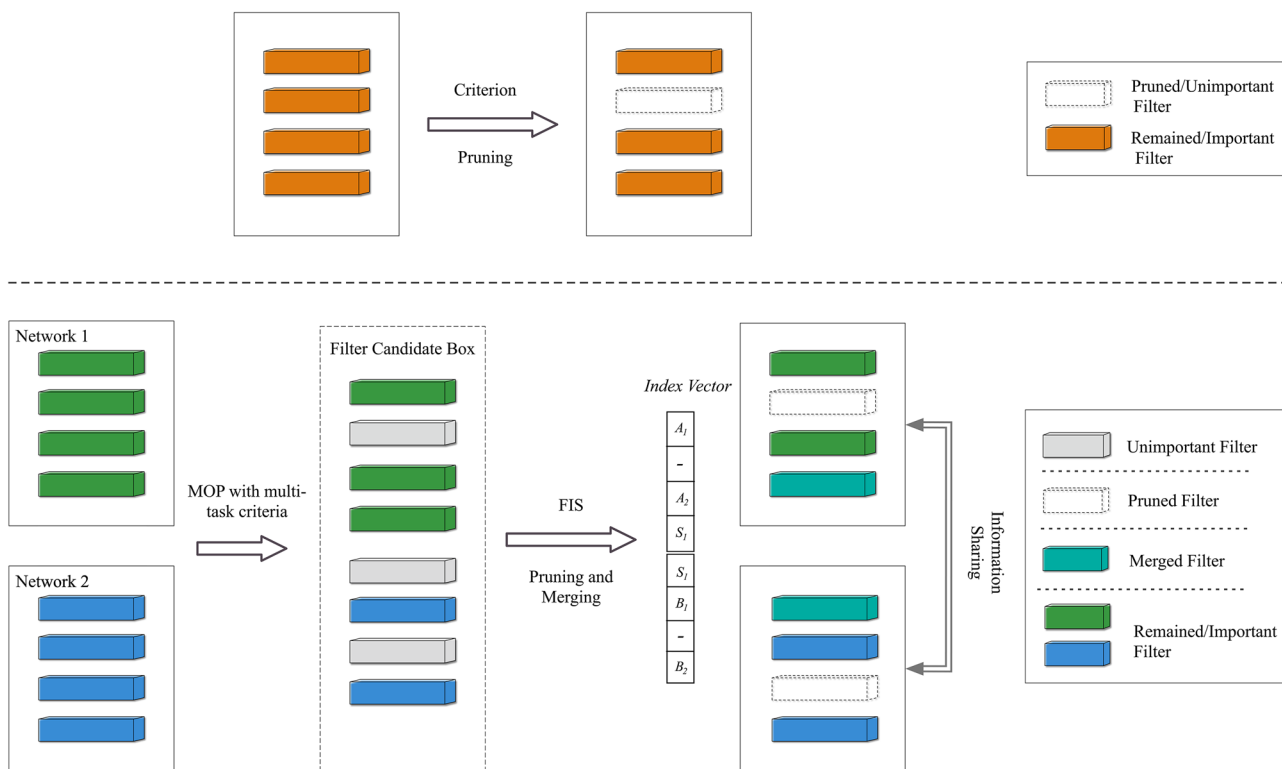 Criterion
Pruning
Pruned/Unimportant
Filter
Remained/Important
Filter
Network 1
Network 2
MOP with multi-
task criteria
Filter Candidate Box
FIS
Pruning and
Merging
Index Vector
A1
-
A2
S1
S1
B1
-
B2
Information
Sharing
Unimportant Filter
Pruned Filter
Merged Filter
Remained/Important
Filter